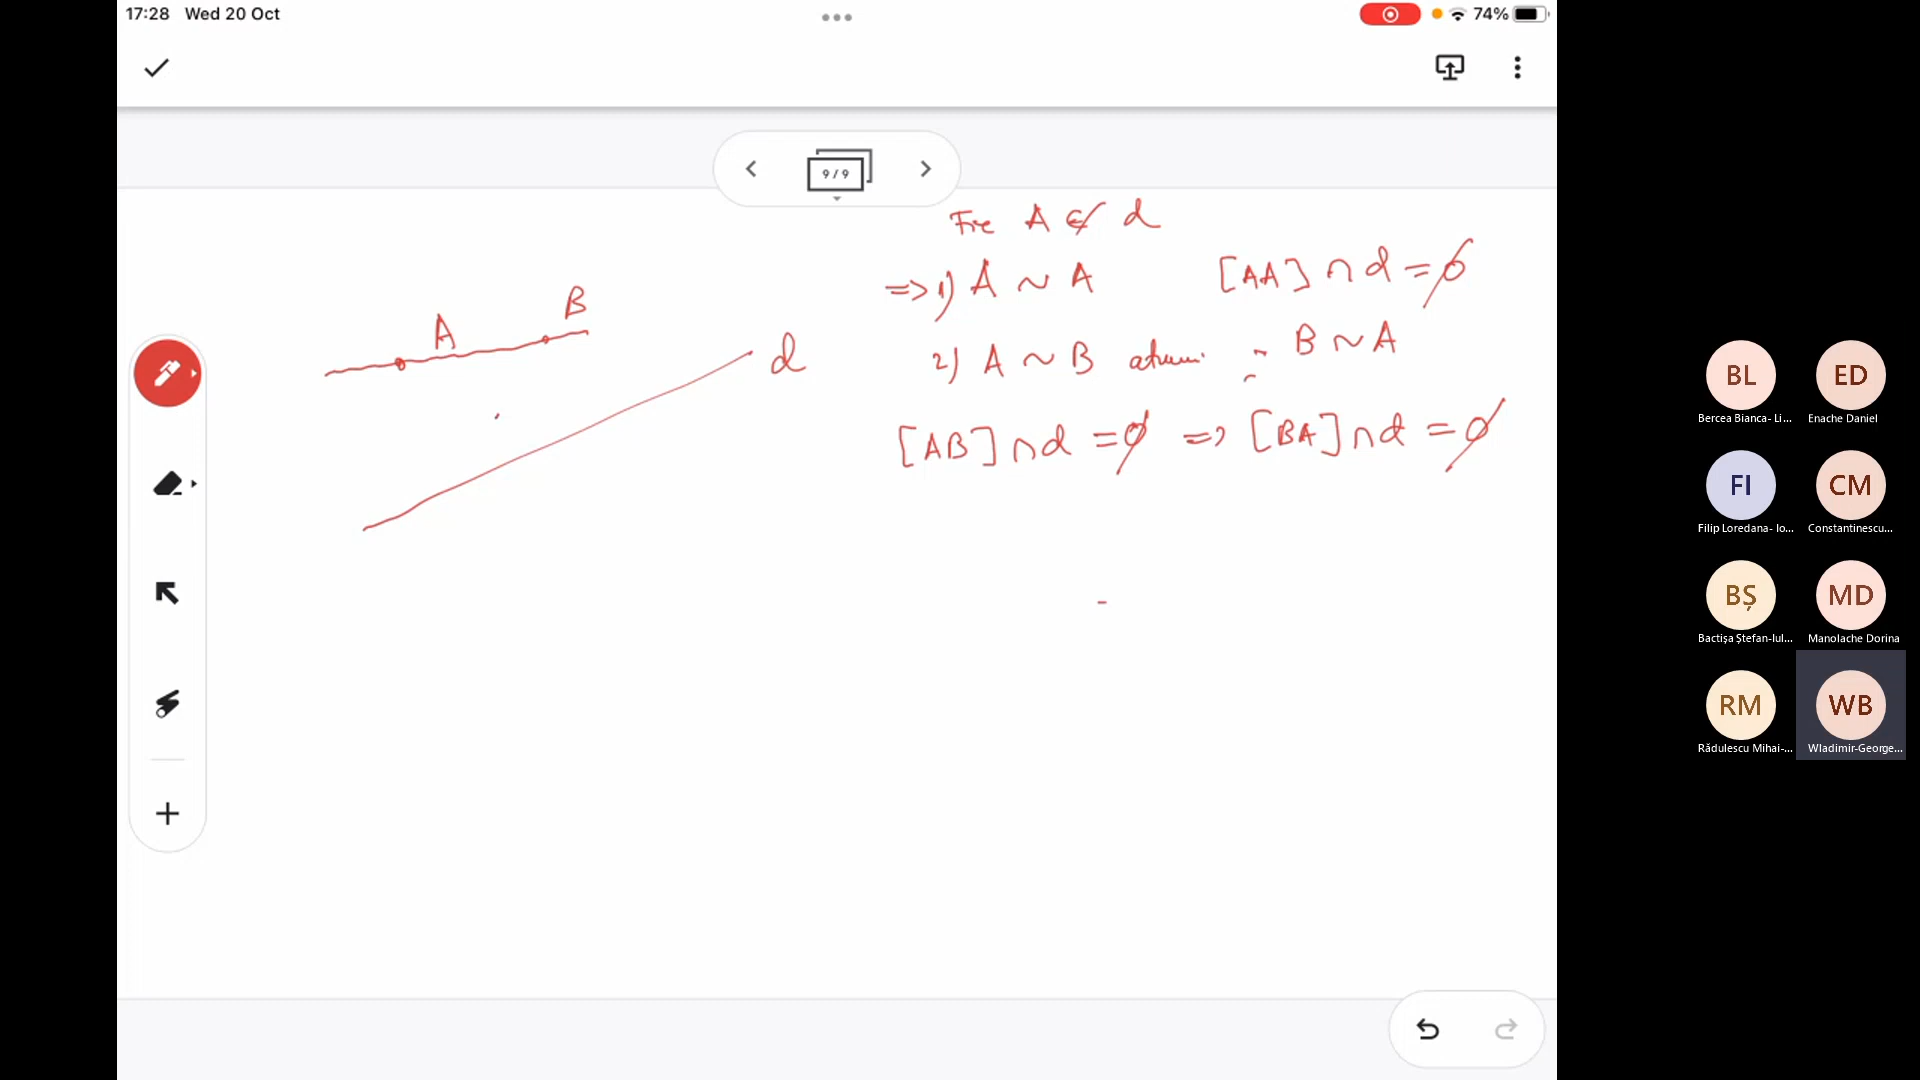 17:28 Wed 20 Oct
74%
9 / 9
Fie A ∉ d
=> 1) A ~ A [AA] ∩ d = ∅
2) A ~ B atunci B ~ A
[AB] ∩ d = ∅ => [BA] ∩ d = ∅
A
B
d
BL
Bercea Bianca- Li...
ED
Enache Daniel
FI
Filip Loredana- Io...
CM
Constantinescu...
BȘ
Bactișa Ștefan-Iul...
MD
Manolache Dorina
RM
Rădulescu Mihai-...
WB
Wladimir-George...